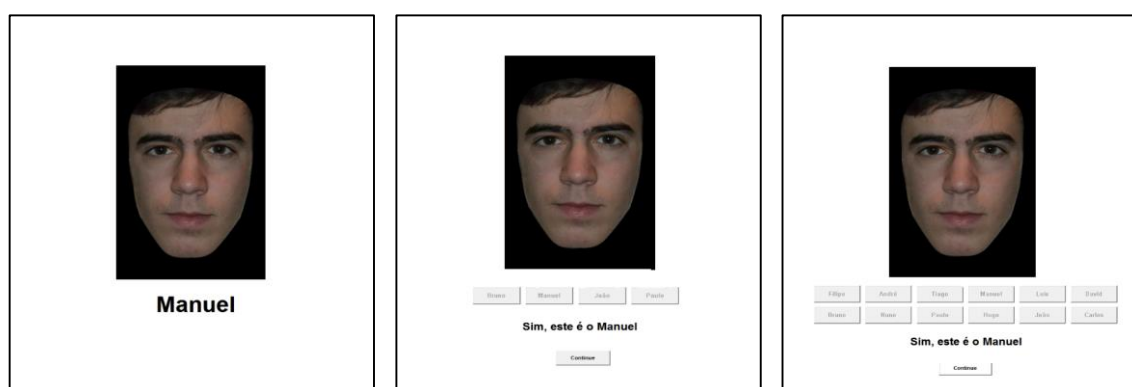 Manuel
Bruno Manuel João Paulo
Sim, este é o Manuel
Continue
Filipe André Tiago Manuel Luís David
Bruno Nuno Paulo Hugo João Carlos
Sim, este é o Manuel
Continue